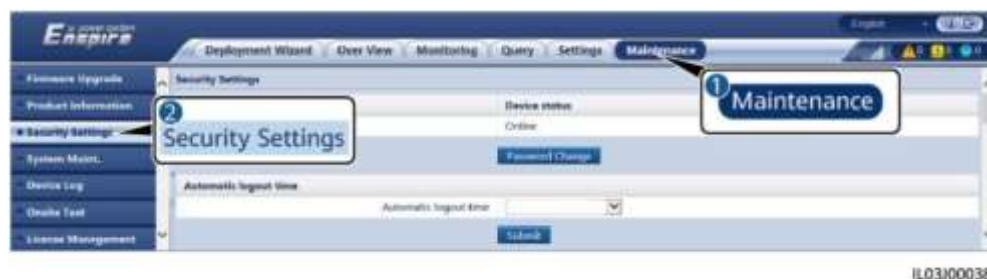 Enspire
English
Deployment Wizard Over View Monitoring Query Settings Maintenance
Firmware Upgrade
Product Information
Security Settings
System Maint.
Device Log
Onsite Test
License Management
Security Settings
Device status
Online
Password Change
Automatic logout time
Automatic logout time
Submit
1
Maintenance
2
Security Settings
IL03J00038